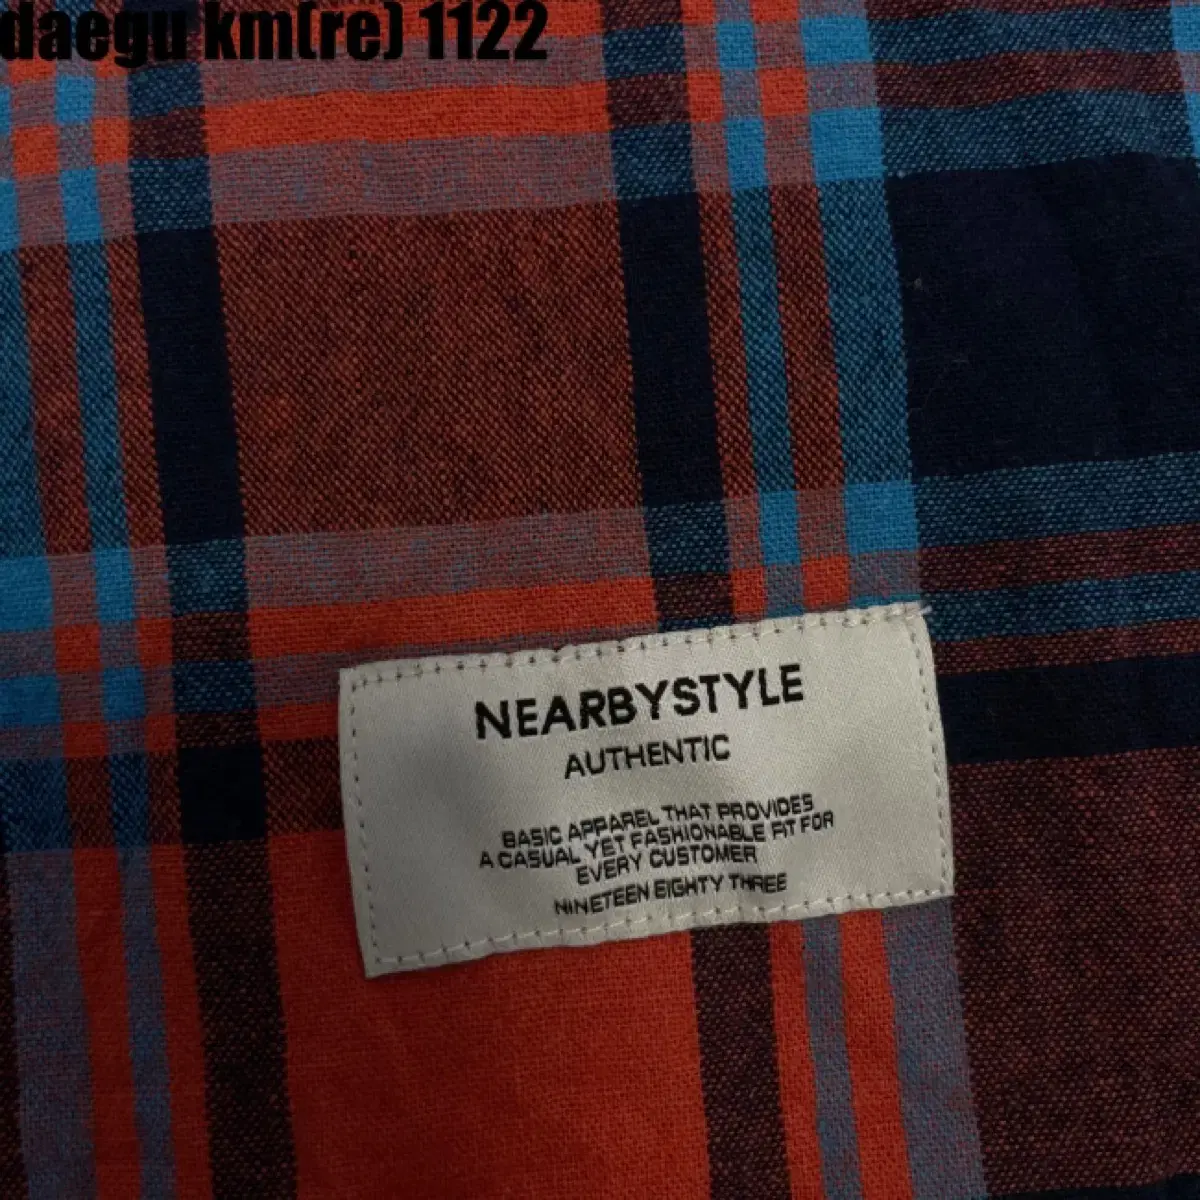 daegu km(re) 1122
NEARBYSTYLE
AUTHENTIC
BASIC APPAREL THAT PROVIDES
A CASUAL YET FASHIONABLE FIT FOR
EVERY CUSTOMER
NINETEEN EIGHTY THREE